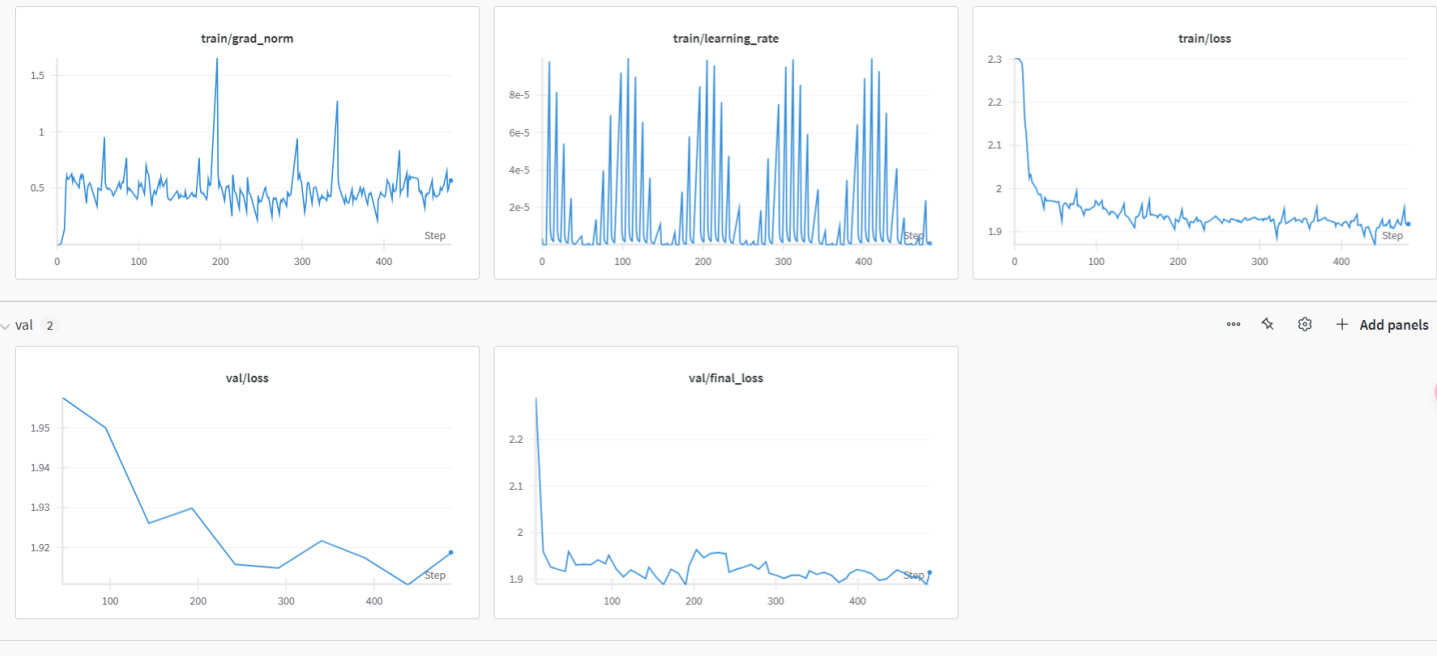 train/grad_norm
1.5
1
0.5
Step
0 100 200 300 400
train/learning_rate
8e-5
6e-5
4e-5
2e-5
Step
0 100 200 300 400
train/loss
2.3
2.2
2.1
2
1.9
Step
0 100 200 300 400
val 2
Add panels
val/loss
1.95
1.94
1.93
1.92
Step
100 200 300 400
val/final_loss
2.2
2.1
2
1.9
Step
100 200 300 400